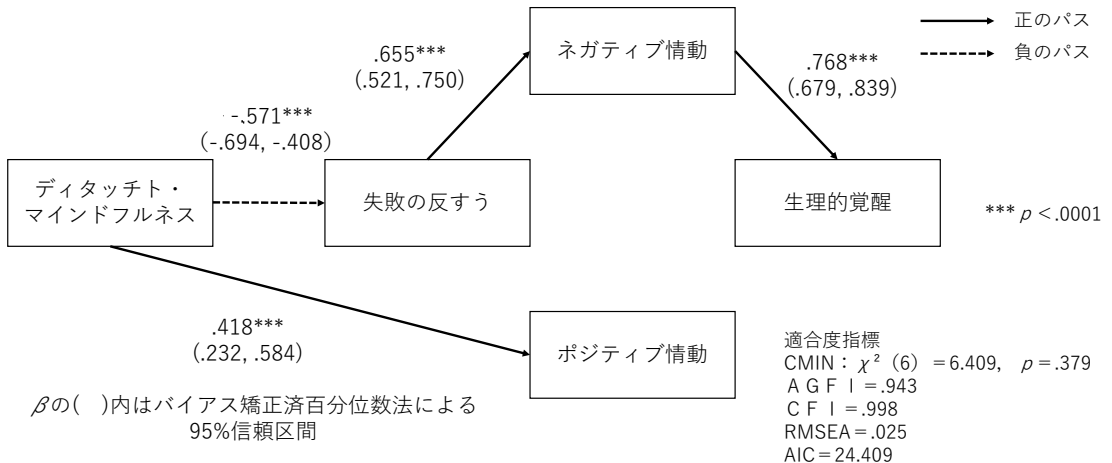 正のパス
負のパス
ネガティブ情動
.655***
(.521, .750)
.768***
(.679, .839)
-.571***
(-.694, -.408)
ディタッチト・
マインドフルネス
失敗の反すう
生理的覚醒
*** p <.0001
.418***
(.232, .584)
ポジティブ情動
適合度指標
CMIN：χ²（6）＝6.409, p＝.379
ＡＧＦＩ＝.943
ＣＦＩ＝.998
RMSEA＝.025
AIC＝24.409
βの(　)内はバイアス矯正済百分位数法による
95%信頼区間